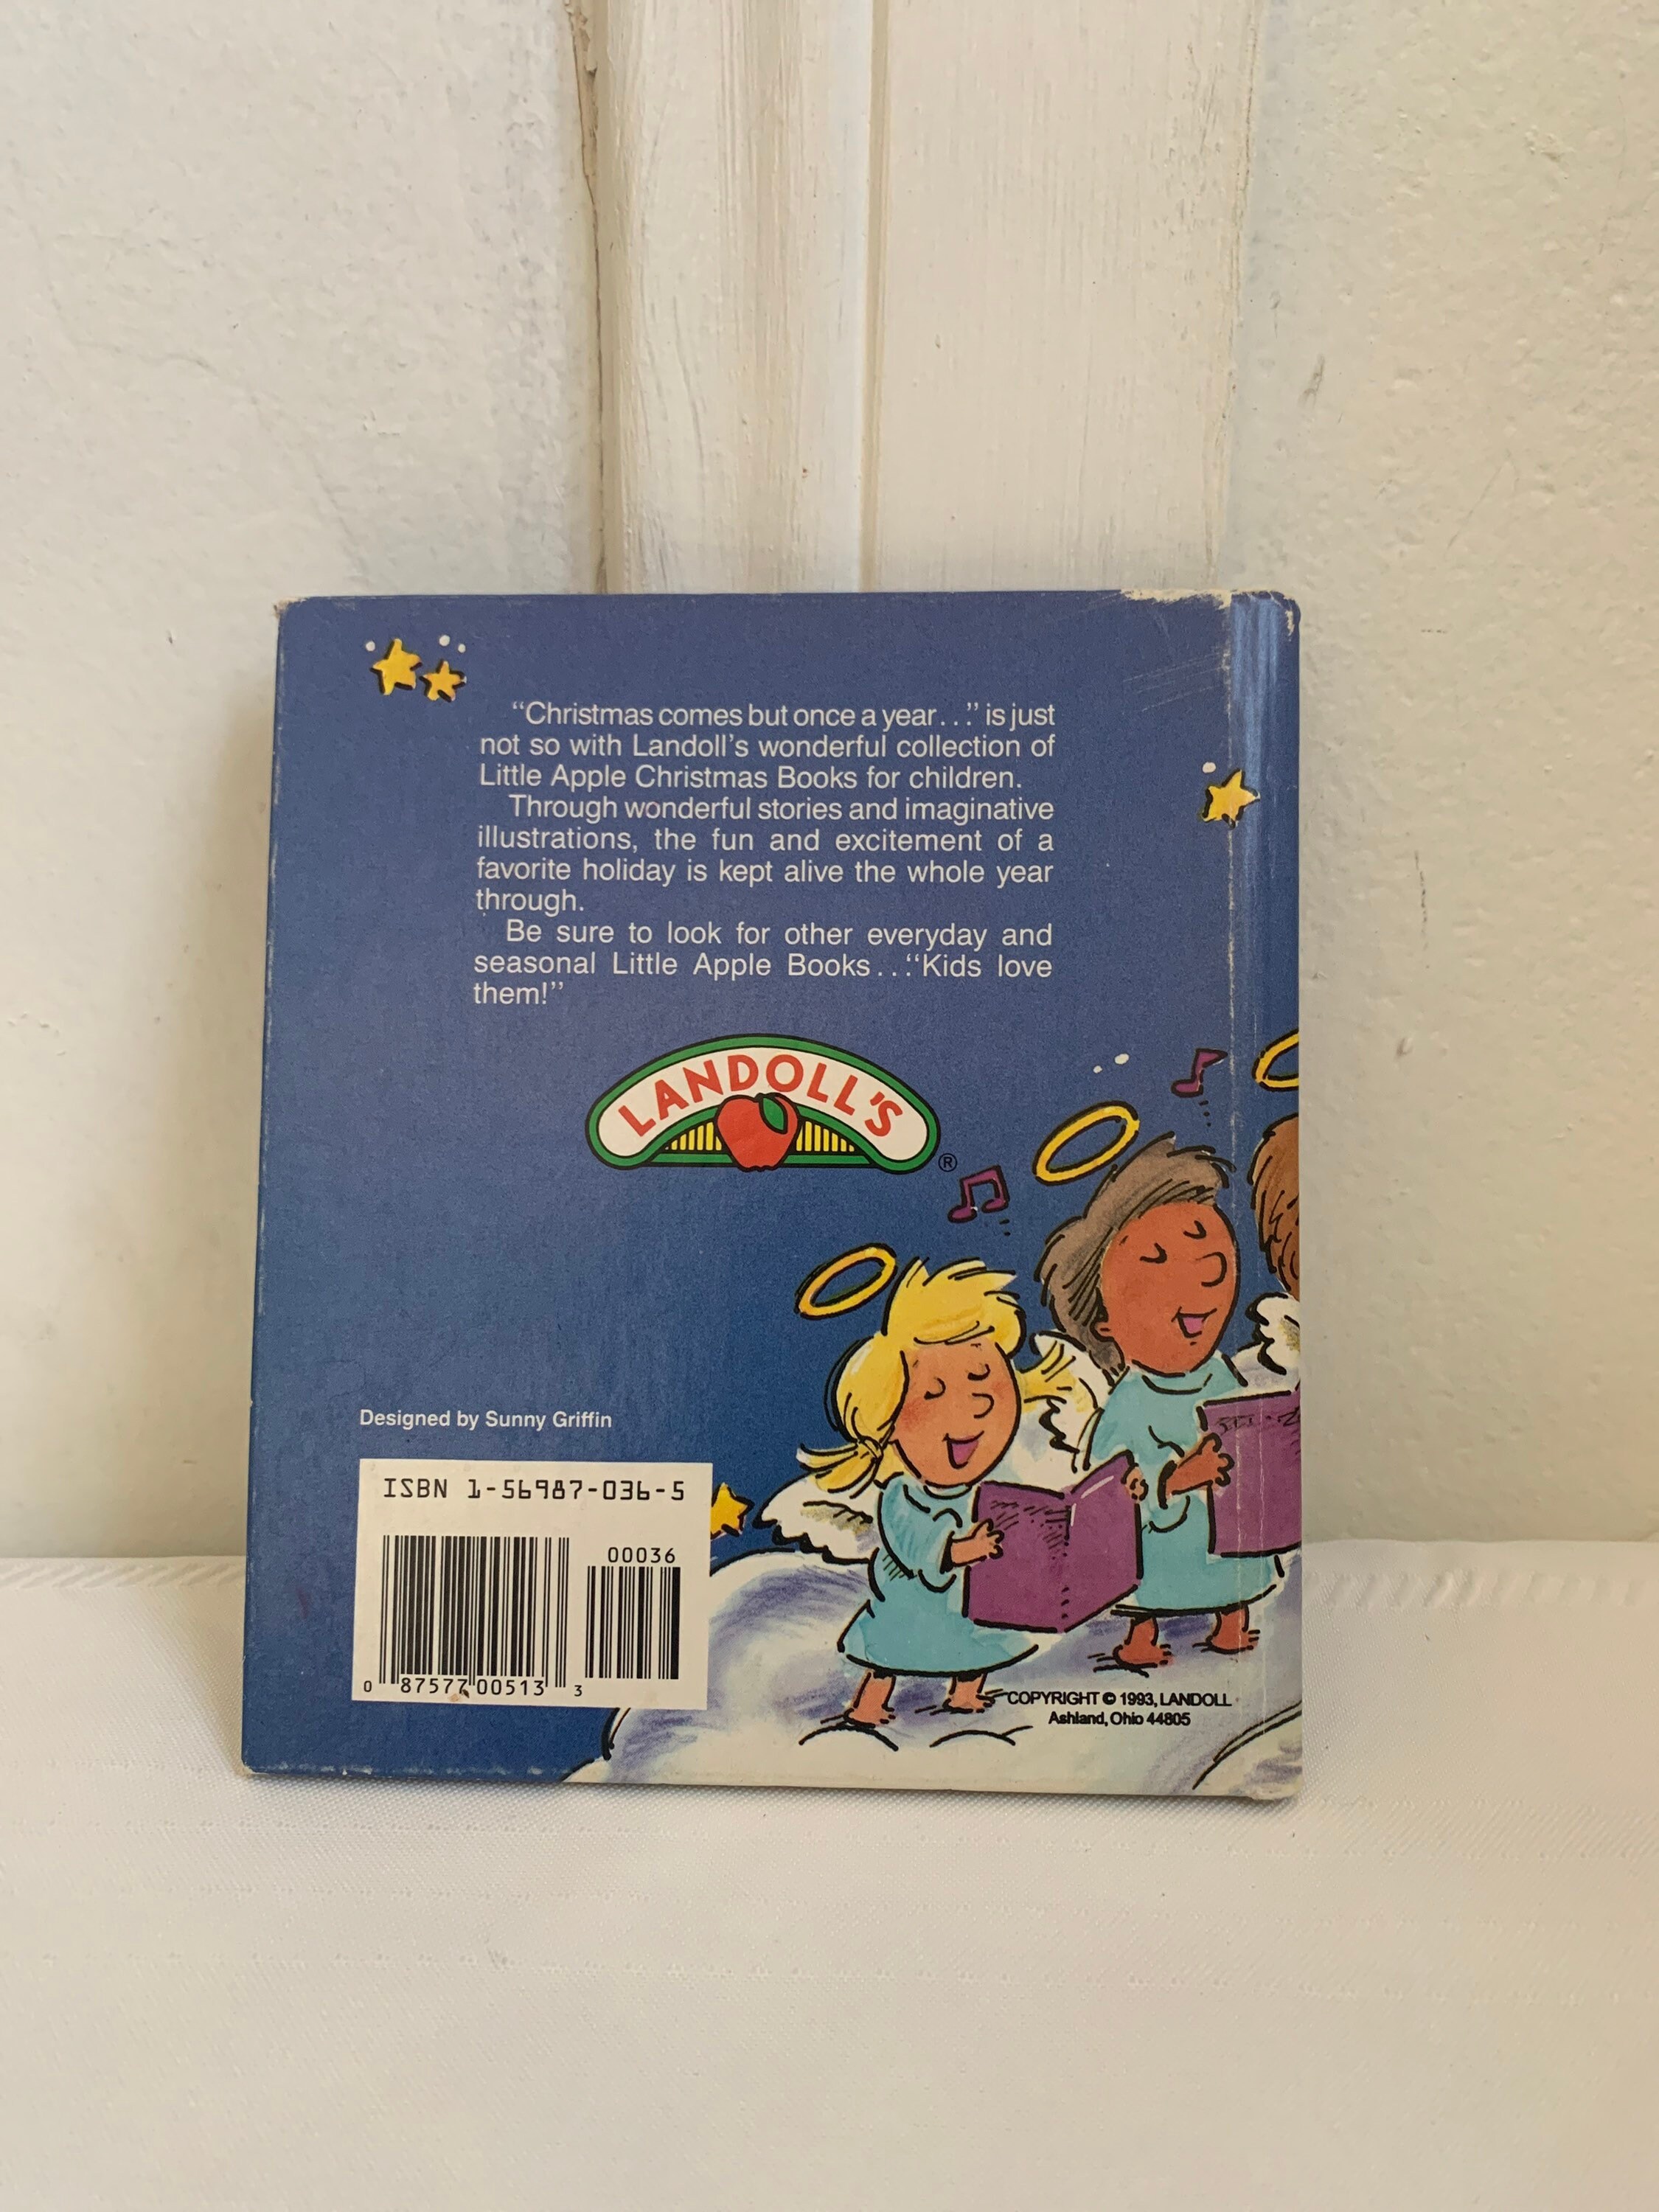 “Christmas comes but once a year...” is just
not so with Landoll’s wonderful collection of
Little Apple Christmas Books for children.
Through wonderful stories and imaginative
illustrations, the fun and excitement of a
favorite holiday is kept alive the whole year
through.
Be sure to look for other everyday and
seasonal Little Apple Books...“Kids love
them!”
LANDOLL'S
®
Designed by Sunny Griffin
ISBN 1-56987-036-5
00036
0 87577 00513 3
COPYRIGHT © 1993, LANDOLL
Ashland, Ohio 44805